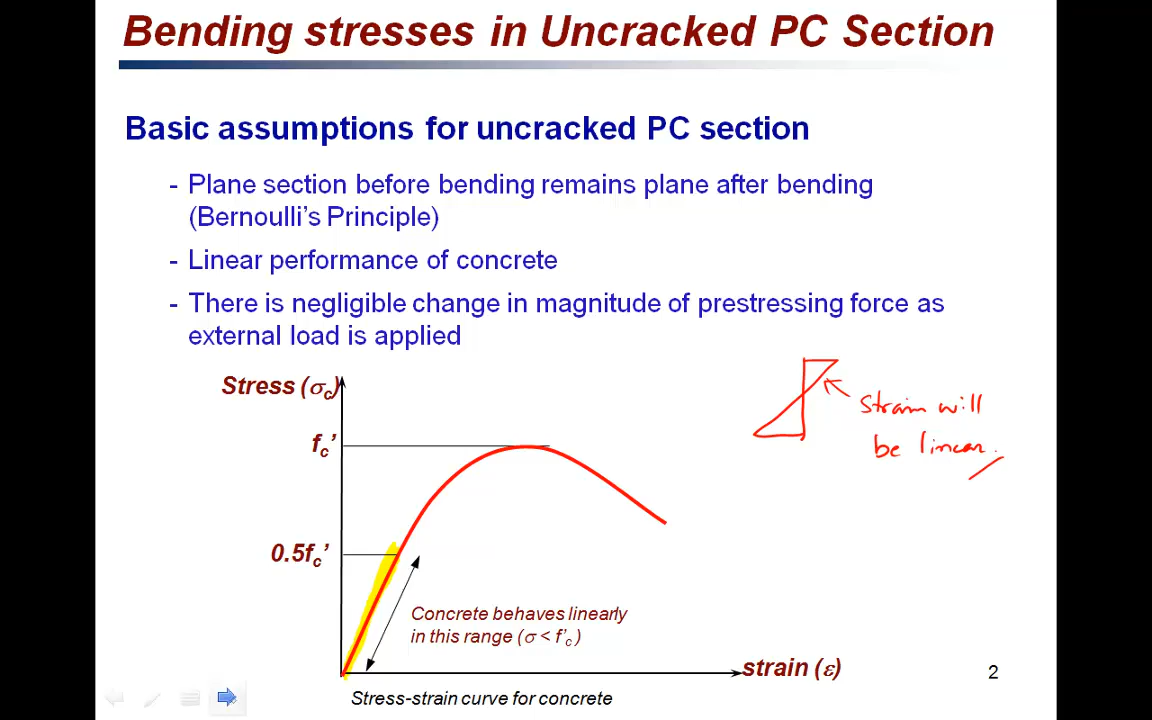 Bending stresses in Uncracked PC Section
Basic assumptions for uncracked PC section
- Plane section before bending remains plane after bending
(Bernoulli's Principle)
- Linear performance of concrete
- There is negligible change in magnitude of prestressing force as
external load is applied
Stress (σc)
fc'
strain will
be linear.
0.5fc'
Concrete behaves linearly
in this range (σ < f'c)
strain (ε)
2
Stress-strain curve for concrete